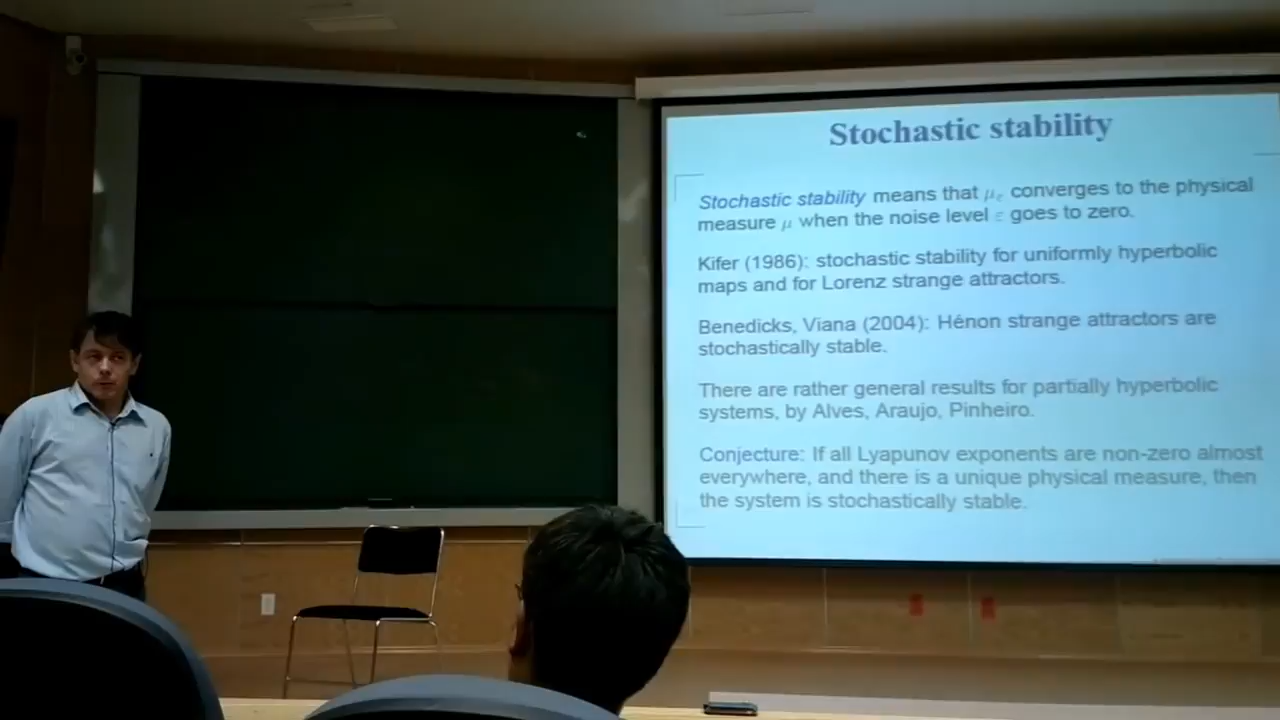 Stochastic stability
Stochastic stability means that με converges to the physical
measure μ when the noise level ε goes to zero.
Kifer (1986): stochastic stability for uniformly hyperbolic
maps and for Lorenz strange attractors.
Benedicks, Viana (2004): Hénon strange attractors are
stochastically stable.
There are rather general results for partially hyperbolic
systems, by Alves, Araujo, Pinheiro.
Conjecture: If all Lyapunov exponents are non-zero almost
everywhere, and there is a unique physical measure, then
the system is stochastically stable.